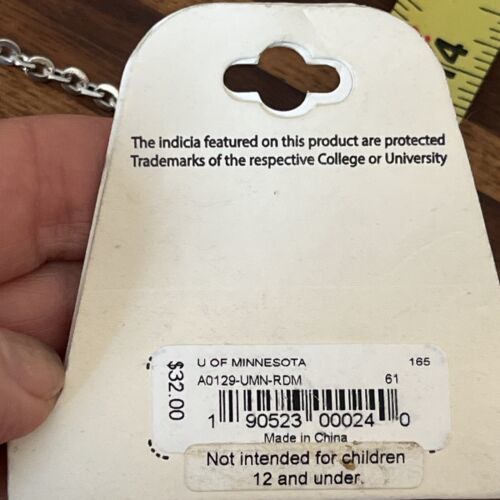 14
The indicia featured on this product are protected
Trademarks of the respective College or University
U OF MINNESOTA 165
A0129-UMN-RDM 61
$32.00
1 90523 00024 0
Made in China
Not intended for children
12 and under.